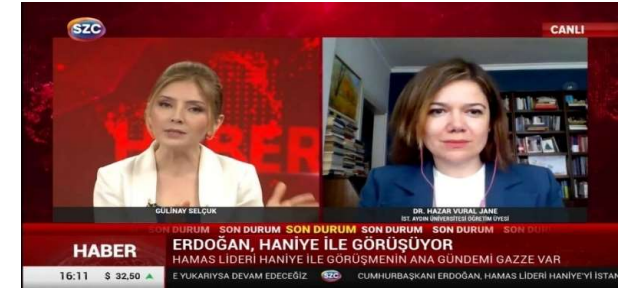 SZC
CANLI
HABER
GÜLİNAY SELÇUK
DR. HAZAR VURAL JANE
İST. AYDIN ÜNİVERSİTESİ ÖĞRETİM ÜYESİ
SON DURUM SON DURUM SON DURUM SON DURUM SON DURUM SON DU
HABER
ERDOĞAN, HANİYE İLE GÖRÜŞÜYOR
HAMAS LİDERİ HANİYE İLE GÖRÜŞMENİN ANA GÜNDEMİ GAZZE VAR
16:11 $ 32,50 ▲ E YUKARIYSA DEVAM EDECEĞİZ SZC CUMHURBAŞKANI ERDOĞAN, HAMAS LİDERİ HANİYE'Yİ İSTAN